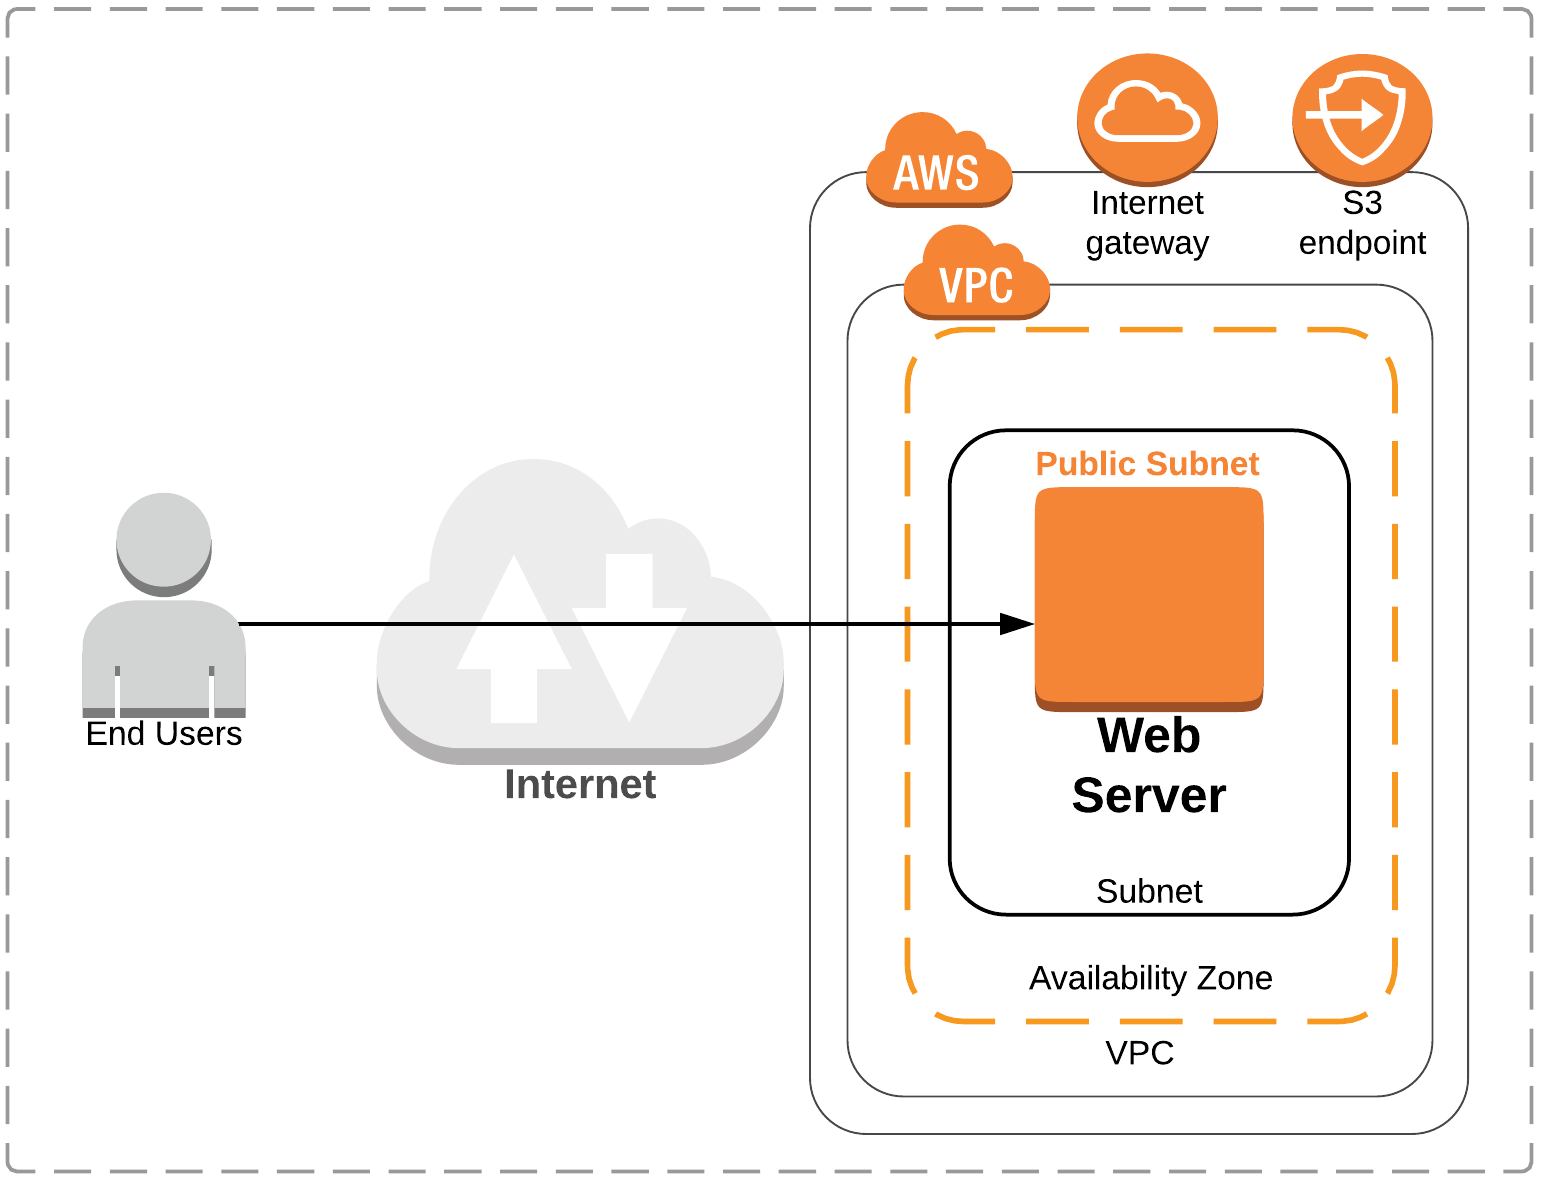 AWS
Internet
gateway
S3
endpoint
VPC
Public Subnet
Web
Server
Subnet
Availability Zone
VPC
End Users
Internet